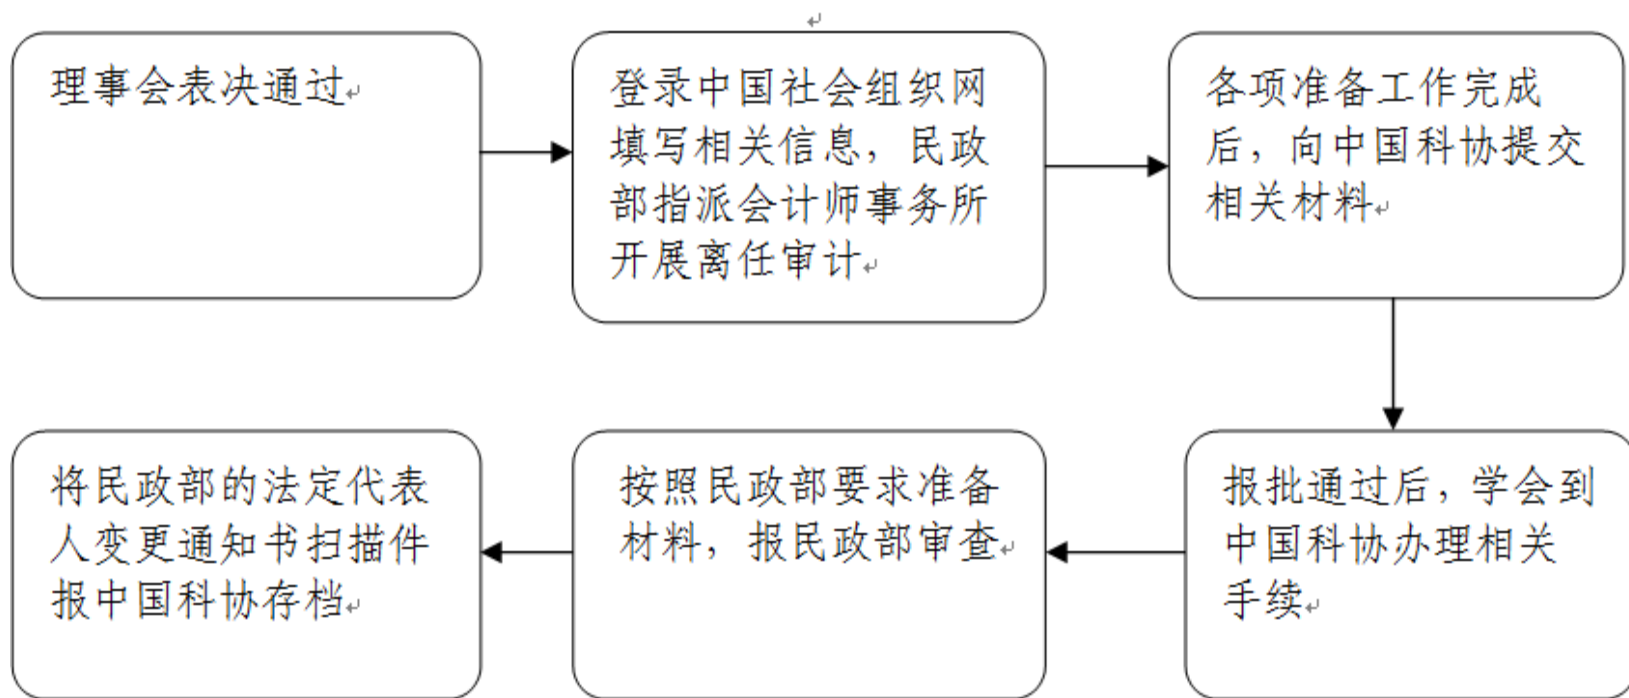 理事会表决通过
登录中国社会组织网
填写相关信息，民政
部指派会计师事务所
开展离任审计
各项准备工作完成
后，向中国科协提交
相关材料
报批通过后，学会到
中国科协办理相关
手续
按照民政部要求准备
材料，报民政部审查
将民政部的法定代表
人变更通知书扫描件
报中国科协存档